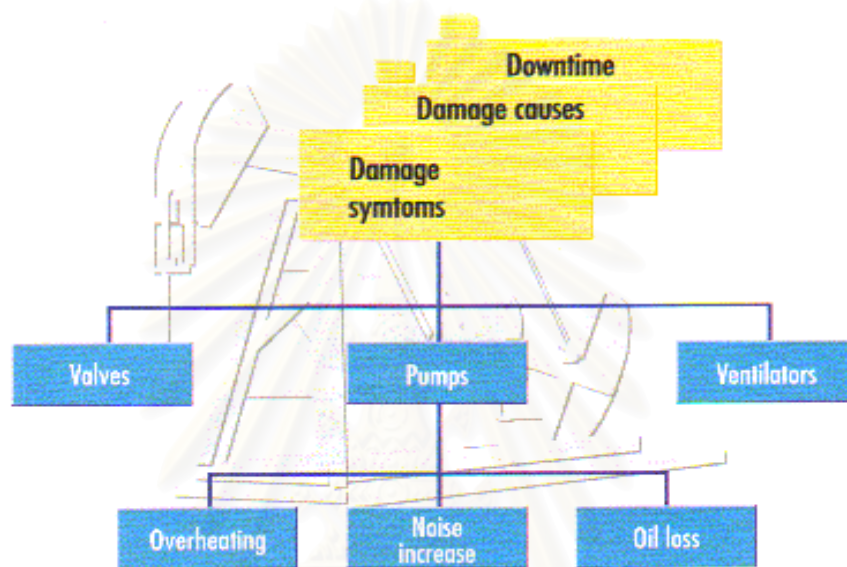 Downtime
Damage causes
Damage
symtoms
Valves
Pumps
Ventilators
Overheating
Noise
increase
Oil loss